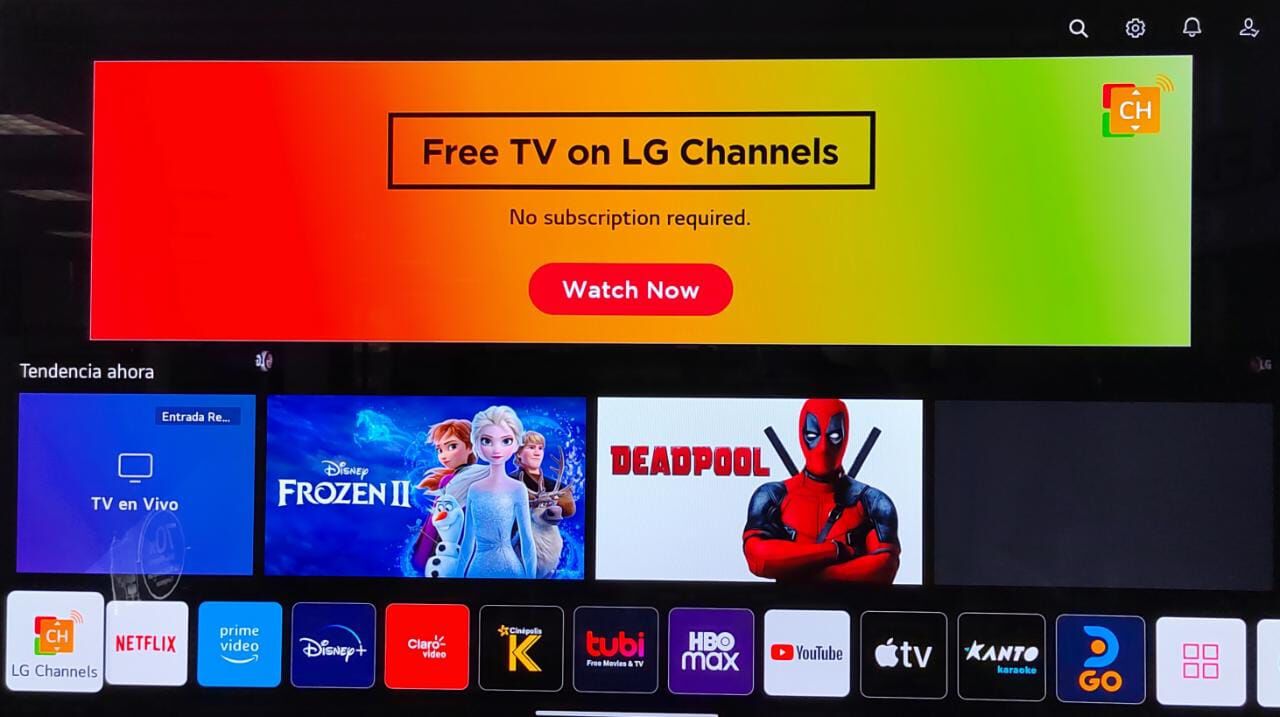 CH
Free TV on LG Channels
No subscription required.
Watch Now
Tendencia ahora
LG
Entrada Re...
TV en Vivo
Disney
FROZEN II
DEADPOOL
CH
LG Channels
NETFLIX
prime
video
Disney+
Claro
video
Cinépolis
K
tubi
Free Movies & TV
HBO
max
YouTube
tv
KANTO
karaoke
D
GO